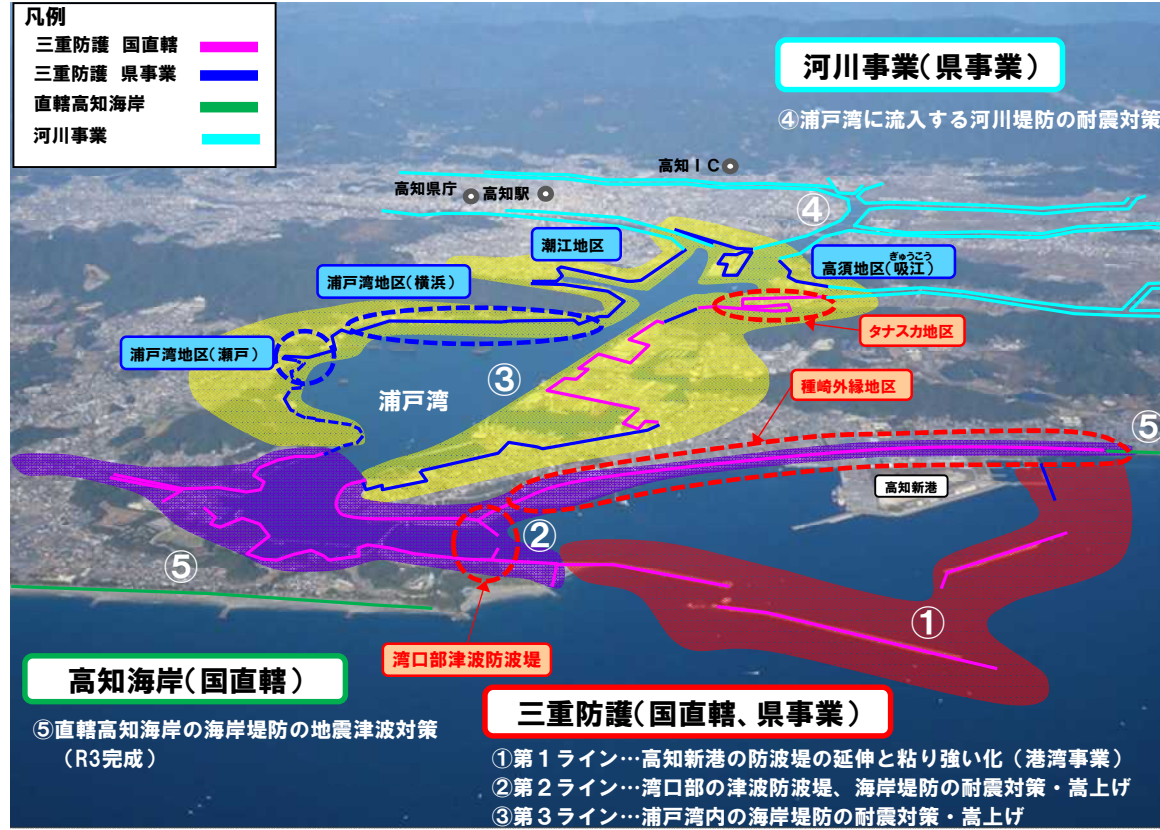 凡例
三重防護 国直轄
三重防護 県事業
直轄高知海岸
河川事業
河川事業(県事業)
④浦戸湾に流入する河川堤防の耐震対策
高知IC
高知県庁
高知駅
④
潮江地区
ぎゅうこう
高須地区(吸江)
浦戸湾地区(横浜)
タナスカ地区
浦戸湾地区(瀬戸)
③
種崎外縁地区
浦戸湾
⑤
高知新港
②
⑤
①
湾口部津波防波堤
高知海岸(国直轄)
⑤直轄高知海岸の海岸堤防の地震津波対策
(R3完成)
三重防護(国直轄、県事業)
①第1ライン…高知新港の防波堤の延伸と粘り強い化(港湾事業)
②第2ライン…湾口部の津波防波堤、海岸堤防の耐震対策・嵩上げ
③第3ライン…浦戸湾内の海岸堤防の耐震対策・嵩上げ